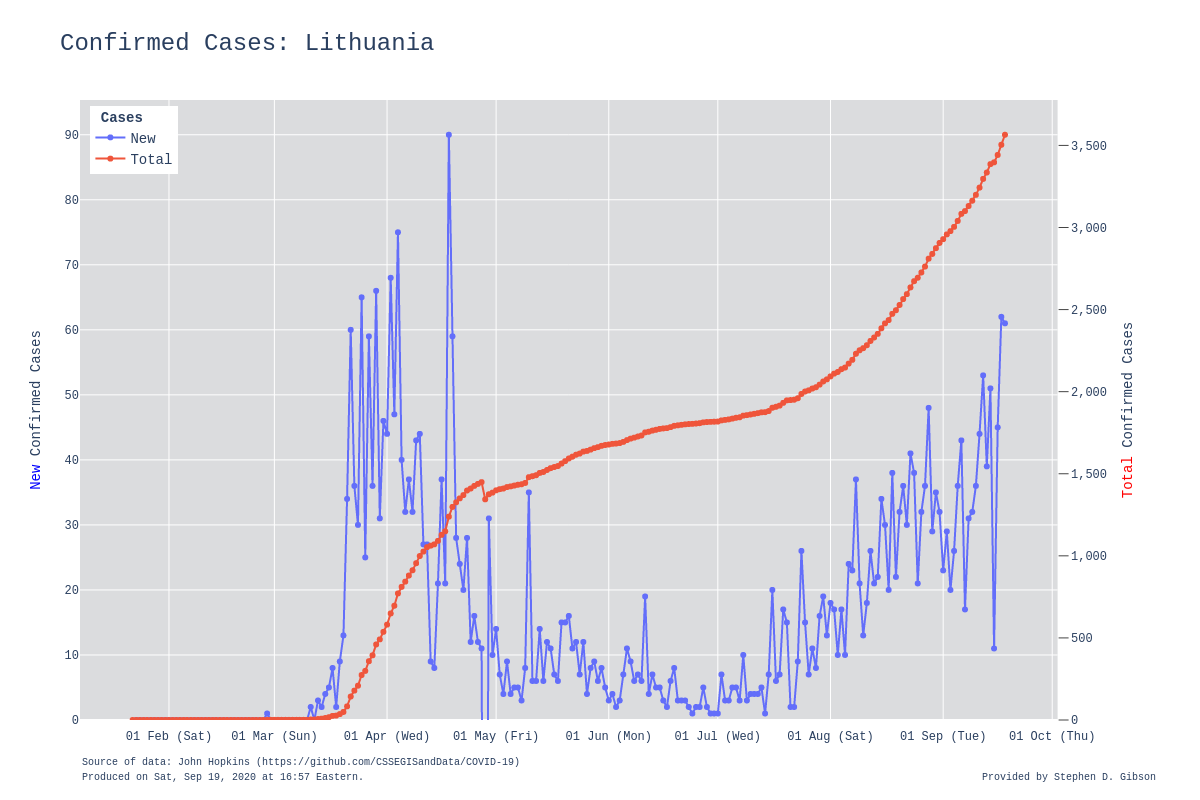 Confirmed Cases: Lithuania
Cases
New
Total
90
80
70
60
50
40
30
20
10
0
New Confirmed Cases
3,500
3,000
2,500
2,000
1,500
1,000
500
0
Total Confirmed Cases
01 Feb (Sat) 01 Mar (Sun) 01 Apr (Wed) 01 May (Fri) 01 Jun (Mon) 01 Jul (Wed) 01 Aug (Sat) 01 Sep (Tue) 01 Oct (Thu)
Source of data: John Hopkins (https://github.com/CSSEGISandData/COVID-19)
Produced on Sat, Sep 19, 2020 at 16:57 Eastern.
Provided by Stephen D. Gibson